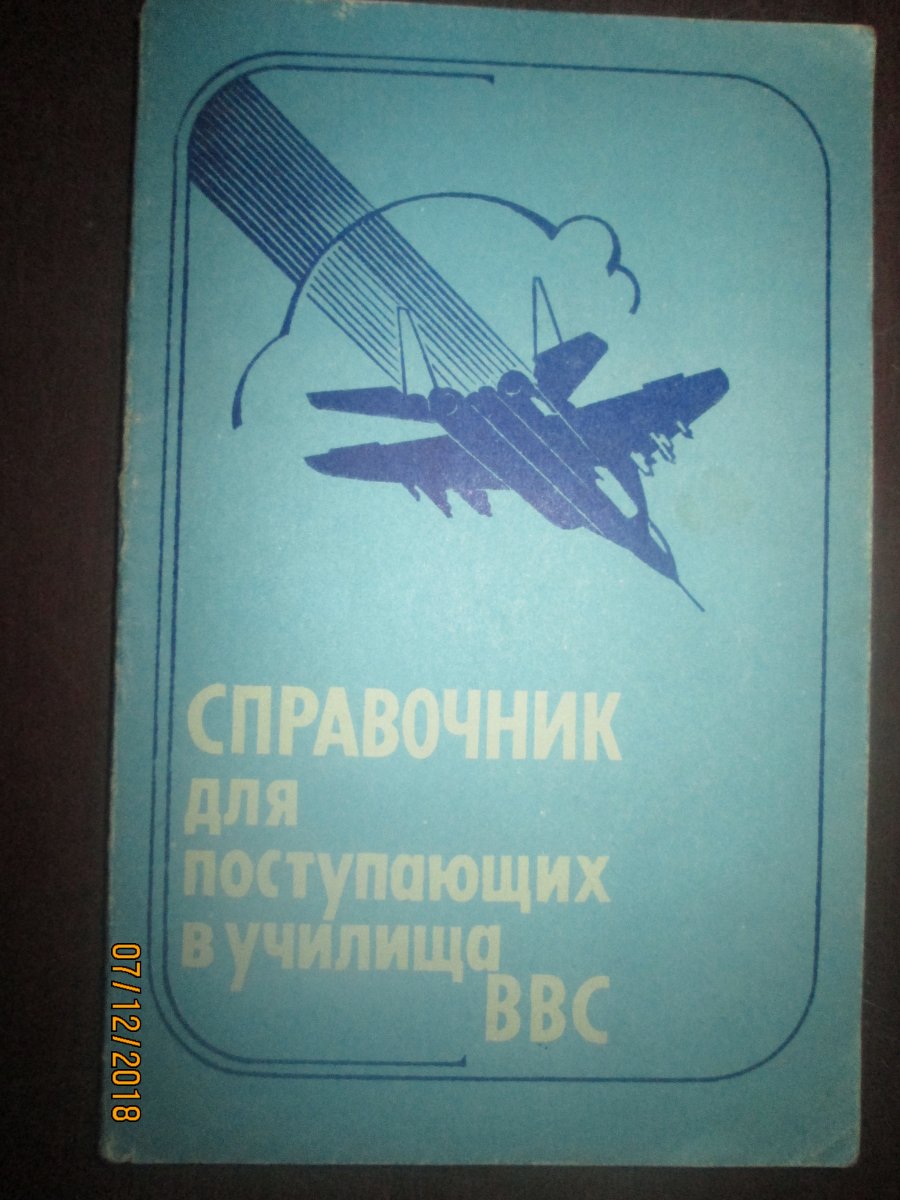 СПРАВОЧНИК
для
поступающих
в училища
ВВС
07/12/2018